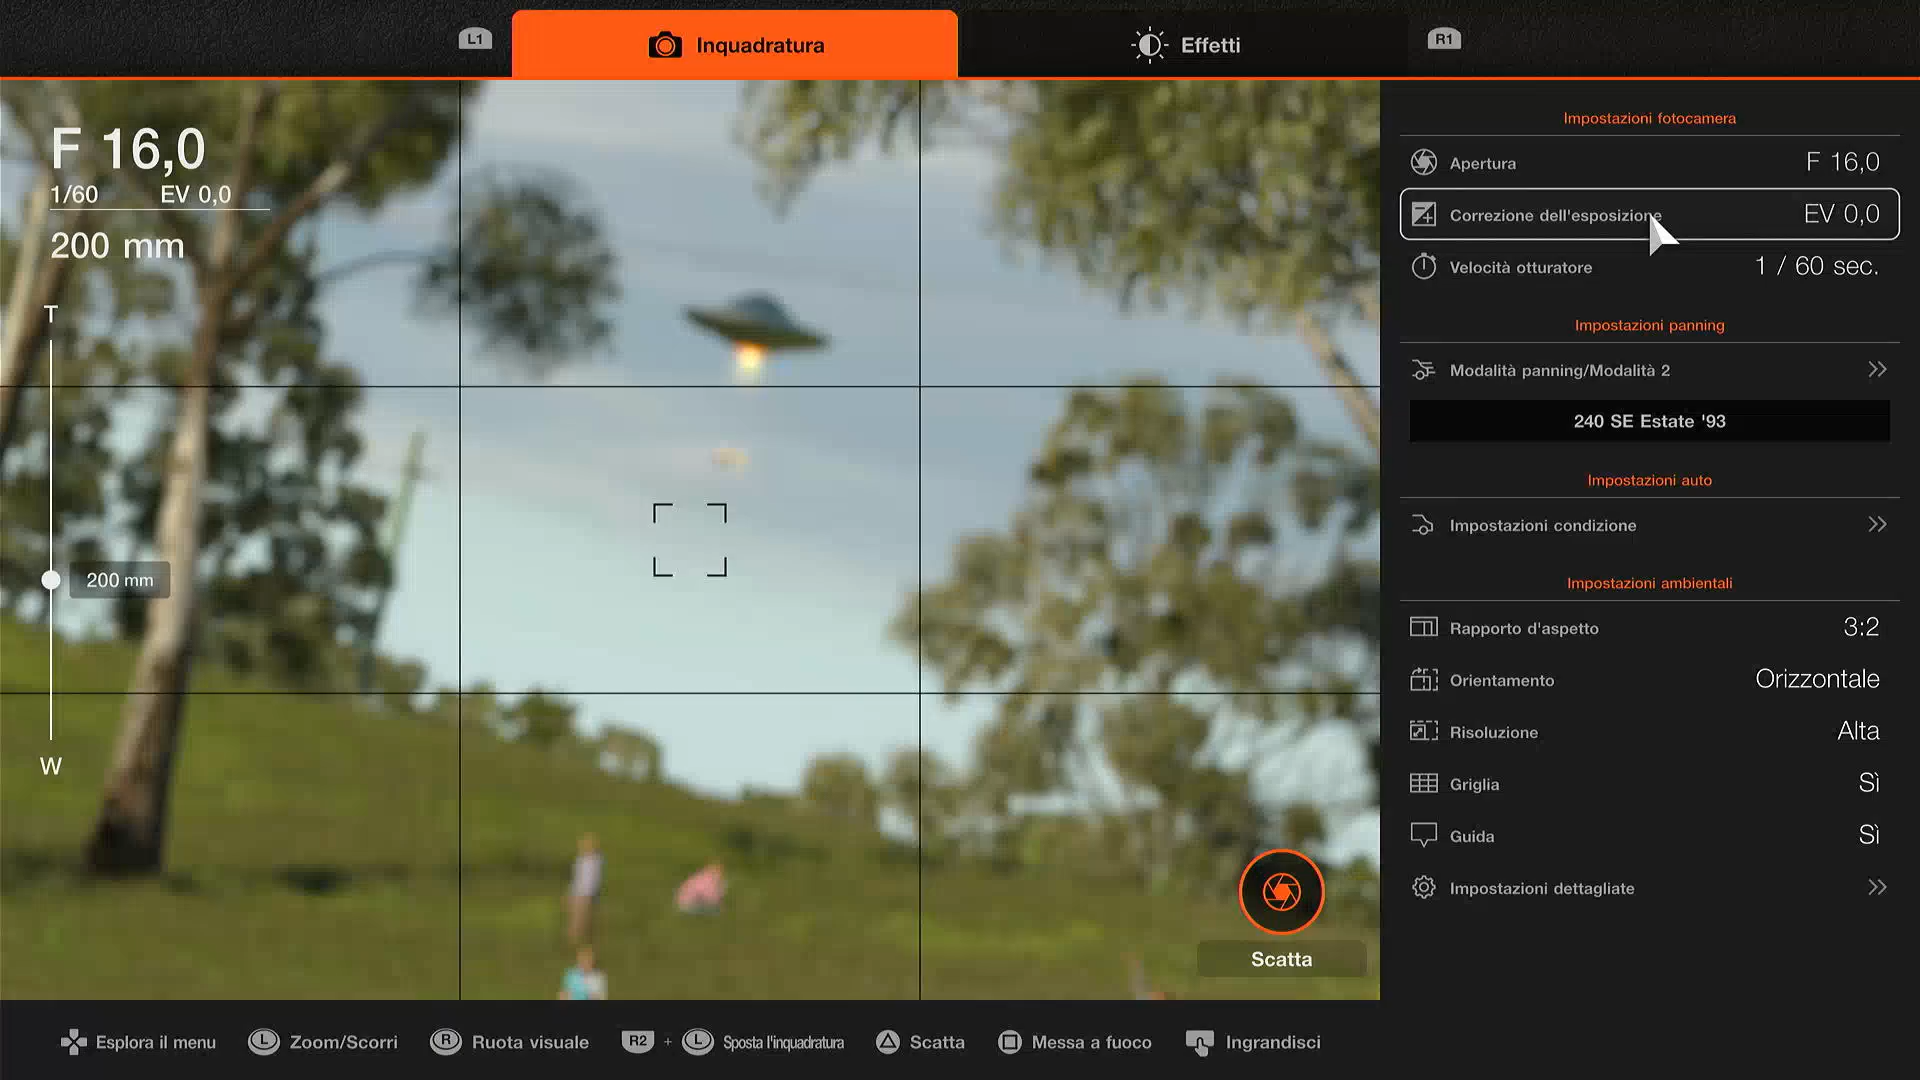 L1
Inquadratura
Effetti
R1
F 16,0
1/60 EV 0,0
200 mm
T
200 mm
W
Scatta
Impostazioni fotocamera
Apertura F 16,0
Correzione dell'esposizione EV 0,0
Velocità otturatore 1 / 60 sec.
Impostazioni panning
Modalità panning/Modalità 2
240 SE Estate '93
Impostazioni auto
Impostazioni condizione
Impostazioni ambientali
Rapporto d'aspetto 3:2
Orientamento Orizzontale
Risoluzione Alta
Griglia Sì
Guida Sì
Impostazioni dettagliate
Esplora il menu L Zoom/Scorri R Ruota visuale R2 + L Sposta l'inquadratura Scatta Messa a fuoco Ingrandisci